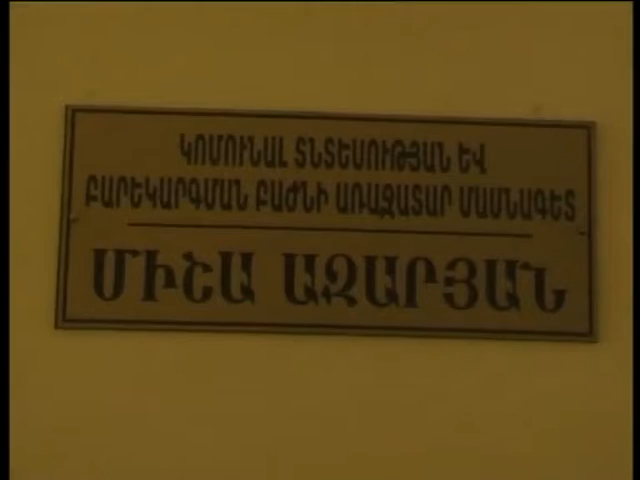 ԿՈՄՈՒՆԱԼ ՏՆՏԵՍՈՒԹՅԱՆ ԵՎ
ԲԱՐԵԿԱՐԳՄԱՆ ԲԱԺՆԻ ԱՌԱՋԱՏԱՐ ՄԱՍՆԱԳԵՏ
ՄԻՇԱ ԱԶԱՐՅԱՆ